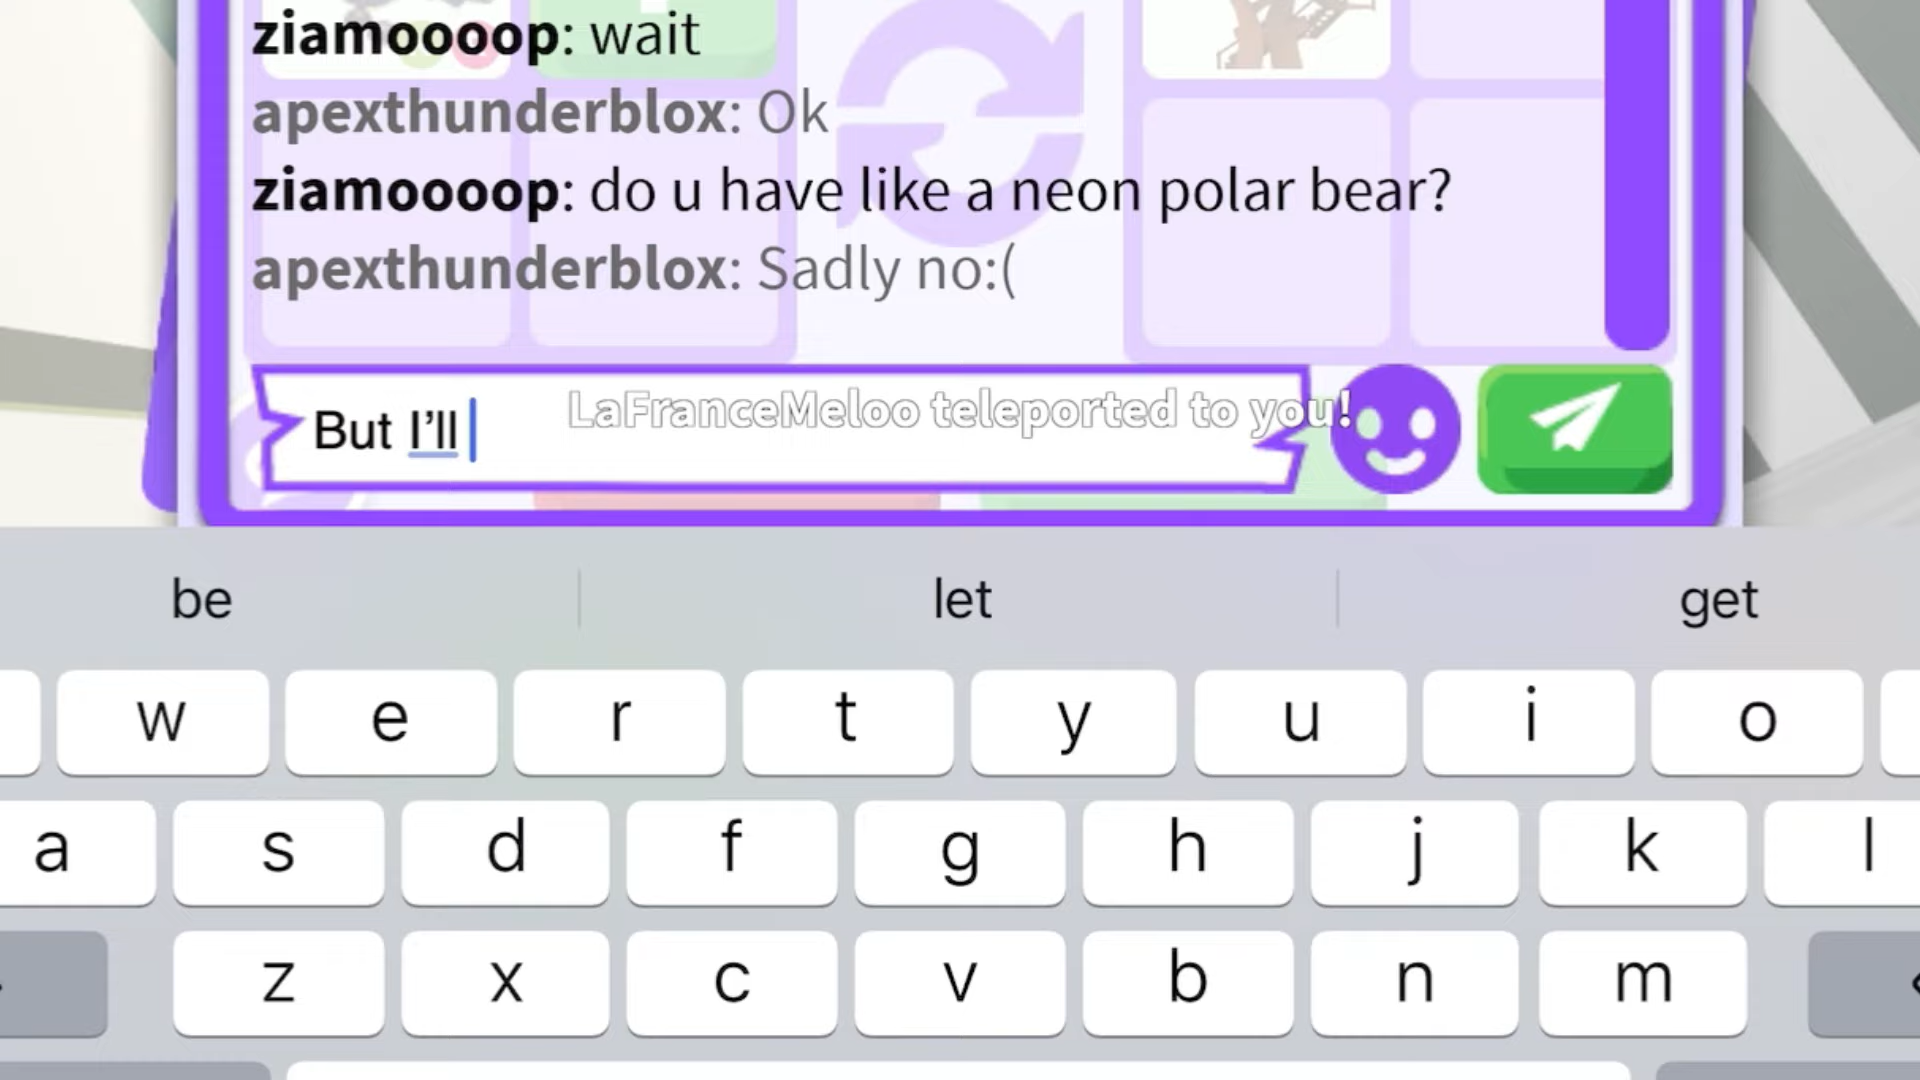 ziamoooop: wait
apexthunderblox: Ok
ziamoooop: do u have like a neon polar bear?
apexthunderblox: Sadly no:(
But I’ll
LaFranceMeloo teleported to you!
be let get
w e r t y u i o
a s d f g h j k l
z x c v b n m